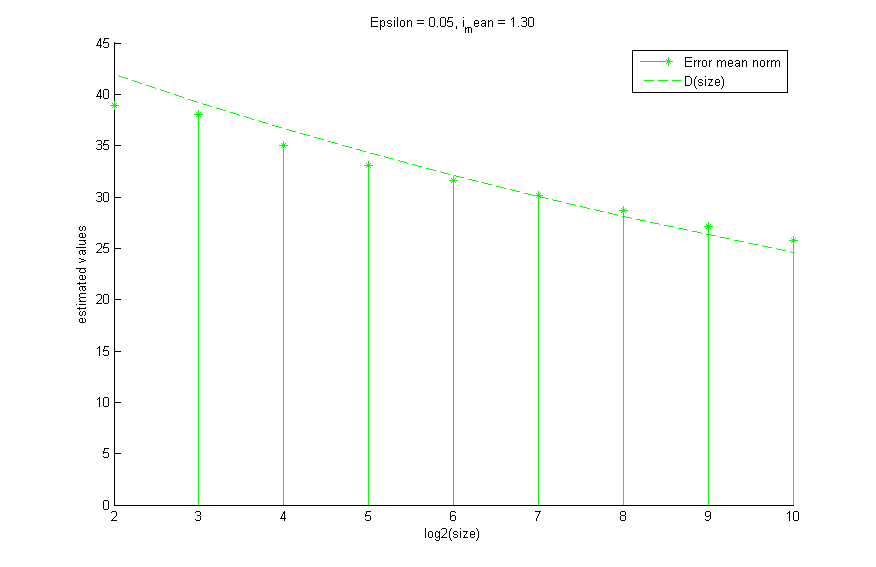 Epsilon = 0.05, i_mean = 1.30
Error mean norm
D(size)
45
40
35
30
25
20
15
10
5
0
estimated values
2 3 4 5 6 7 8 9 10
log2(size)